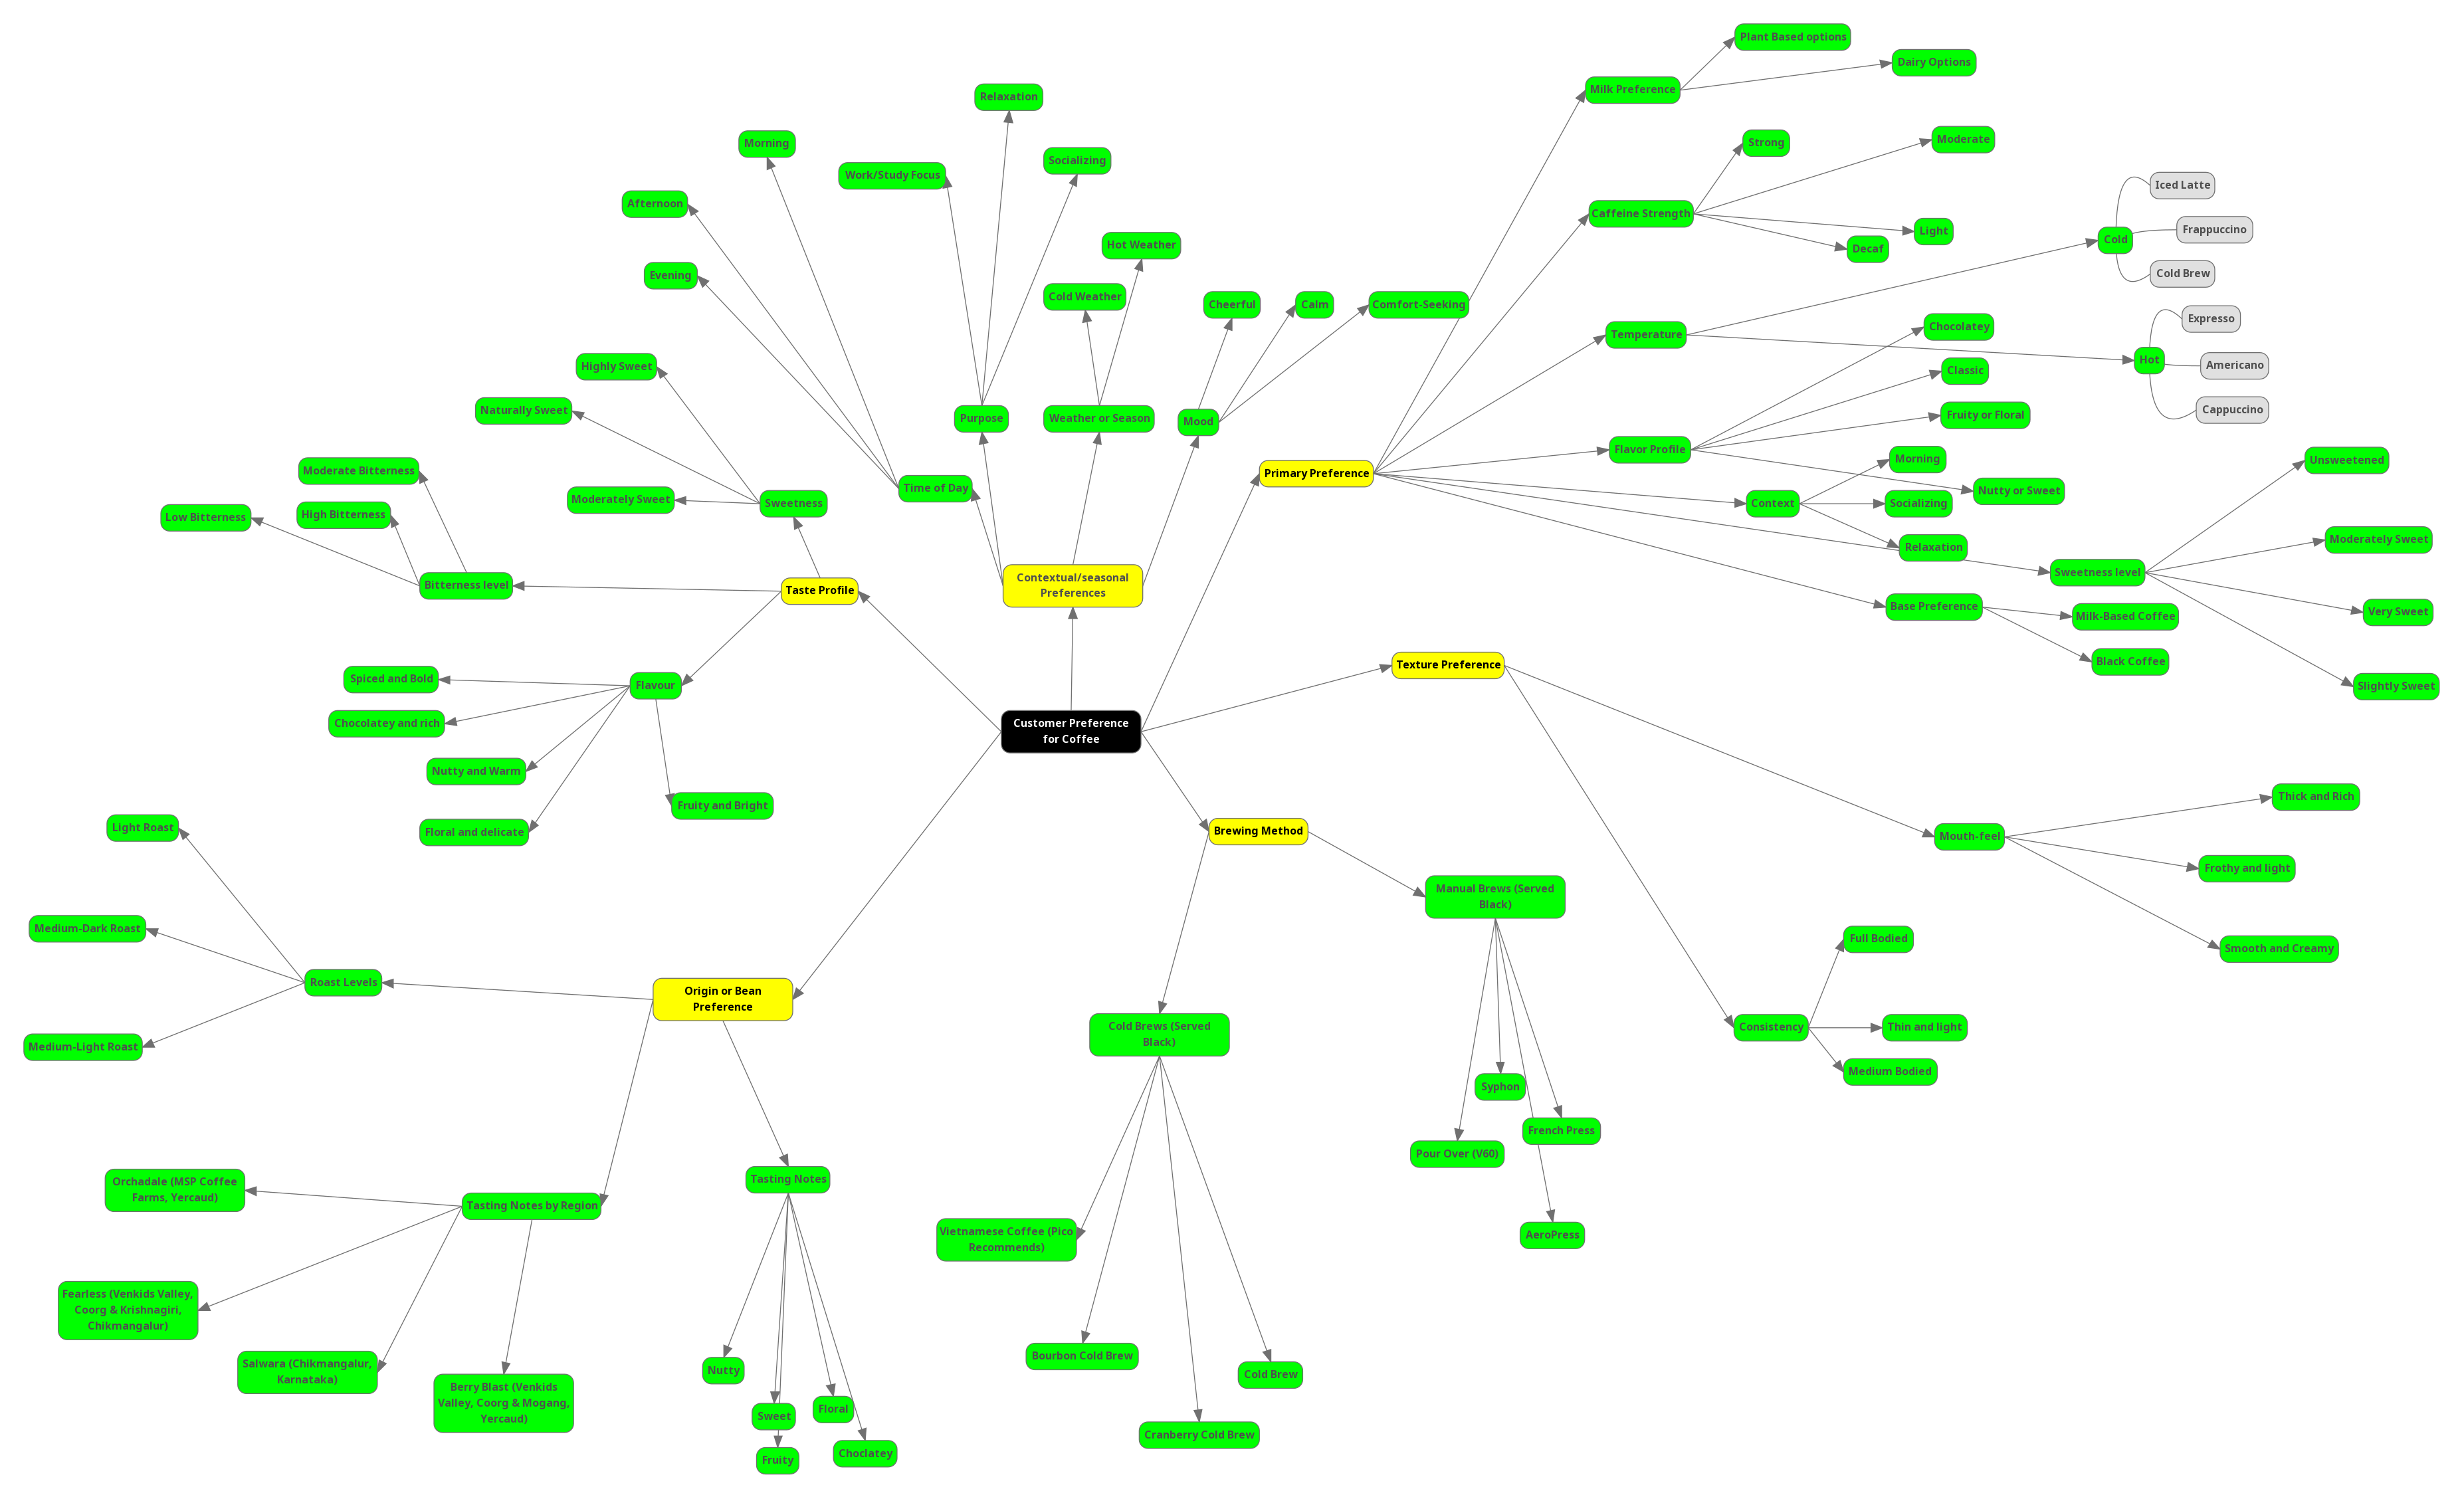 Plant Based options
Dairy Options
Milk Preference
Relaxation
Strong
Moderate
Morning
Socializing
Work/Study Focus
Iced Latte
Afternoon
Caffeine Strength
Frappuccino
Light
Cold
Decaf
Hot Weather
Evening
Cold Brew
Cold Weather
Cheerful
Calm
Comfort-Seeking
Expresso
Chocolatey
Temperature
Hot
Americano
Highly Sweet
Classic
Naturally Sweet
Cappuccino
Fruity or Floral
Purpose
Weather or Season
Mood
Flavor Profile
Morning
Unsweetened
Moderate Bitterness
Primary Preference
Time of Day
Nutty or Sweet
Moderately Sweet
Sweetness
Context
Socializing
High Bitterness
Low Bitterness
Moderately Sweet
Relaxation
Sweetness level
Contextual/seasonal
Preferences
Bitterness level
Taste Profile
Base Preference
Very Sweet
Milk-Based Coffee
Black Coffee
Texture Preference
Spiced and Bold
Flavour
Slightly Sweet
Chocolatey and rich
Customer Preference
for Coffee
Nutty and Warm
Thick and Rich
Fruity and Bright
Light Roast
Floral and delicate
Brewing Method
Mouth-feel
Frothy and light
Manual Brews (Served
Black)
Medium-Dark Roast
Full Bodied
Smooth and Creamy
Roast Levels
Origin or Bean
Preference
Cold Brews (Served
Black)
Consistency
Thin and light
Medium-Light Roast
Medium Bodied
Syphon
French Press
Pour Over (V60)
Tasting Notes
Orchadale (MSP Coffee
Farms, Yercaud)
Tasting Notes by Region
Vietnamese Coffee (Pico
Recommends)
AeroPress
Fearless (Venkids Valley,
Coorg & Krishnagiri,
Chikmangalur)
Bourbon Cold Brew
Salwara (Chikmangalur,
Karnataka)
Nutty
Cold Brew
Berry Blast (Venkids
Valley, Coorg & Mogang,
Yercaud)
Sweet
Floral
Cranberry Cold Brew
Choclatey
Fruity